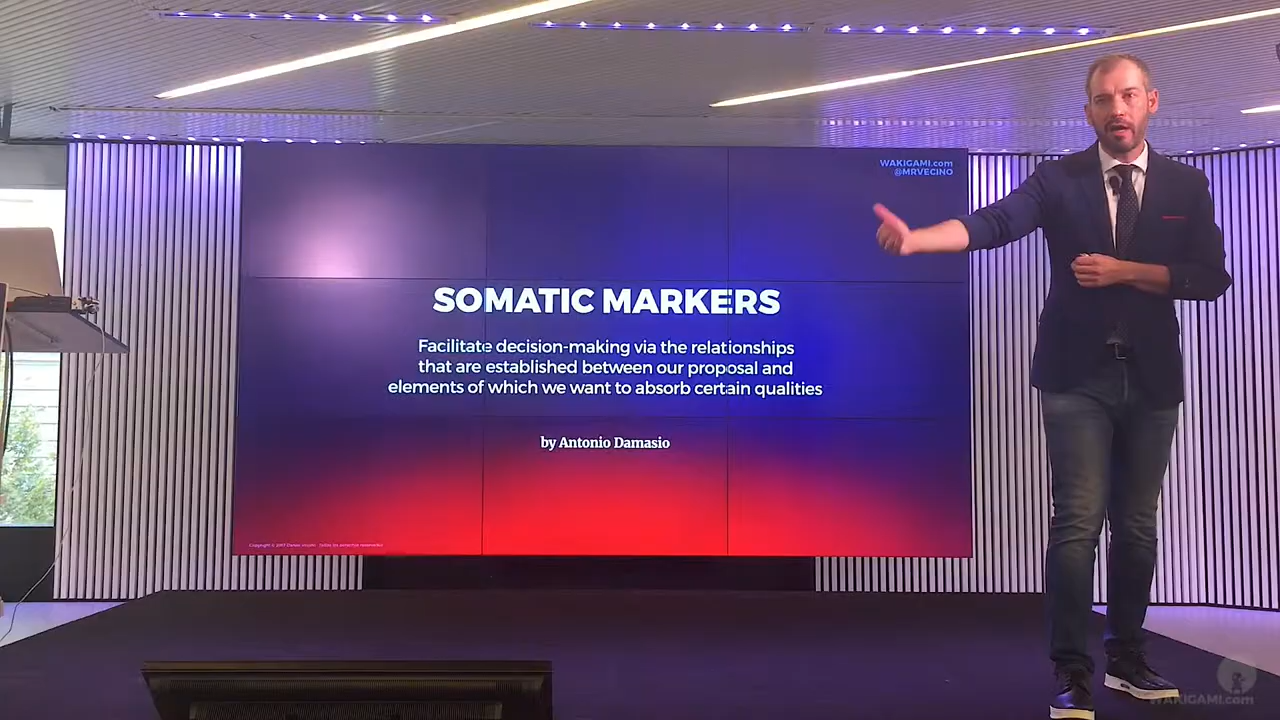 WAKIGAMI.com
@MRVECINO
SOMATIC MARKERS
Facilitate decision-making via the relationships
that are established between our proposal and
elements of which we want to absorb certain qualities
by Antonio Damasio
WAKIGAMI.com